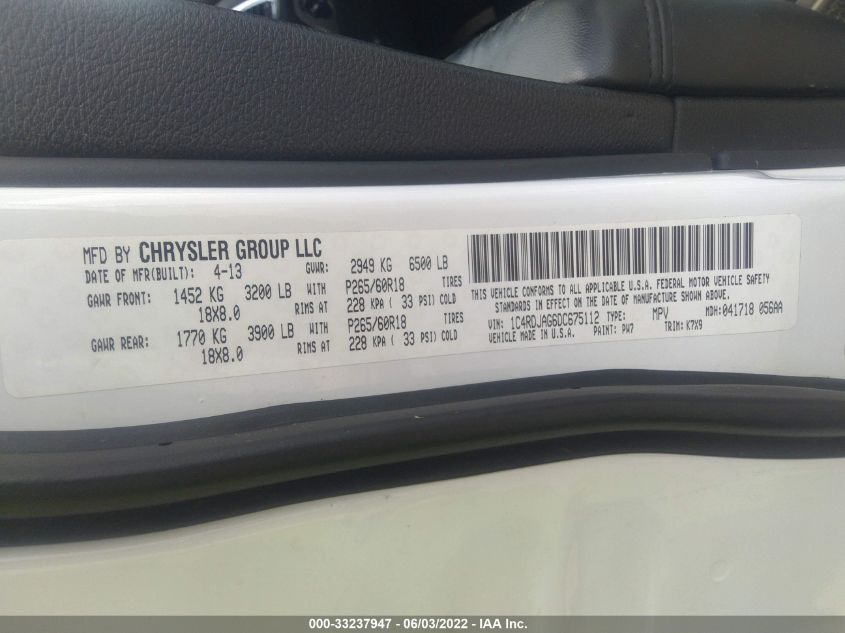 MFD BY CHRYSLER GROUP LLC
DATE OF MFR(BUILT): 4-13 GVWR: 2949 KG 6500 LB
GAWR FRONT: 1452 KG 3200 LB WITH P265/60R18 TIRES
18X8.0 RIMS AT 228 KPA ( 33 PSI) COLD
GAWR REAR: 1770 KG 3900 LB WITH P265/60R18 TIRES
18X8.0 RIMS AT 228 KPA ( 33 PSI) COLD
THIS VEHICLE CONFORMS TO ALL APPLICABLE U.S.A. FEDERAL MOTOR VEHICLE SAFETY
STANDARDS IN EFFECT ON THE DATE OF MANUFACTURE SHOWN ABOVE.
VIN: 1C4RDJAG6DC675112 TYPE: MPV MDH:041718 056AA
VEHICLE MADE IN U.S.A. PAINT: PW7 TRIM: K7X9
000-33237947 - 06/03/2022 - IAA Inc.